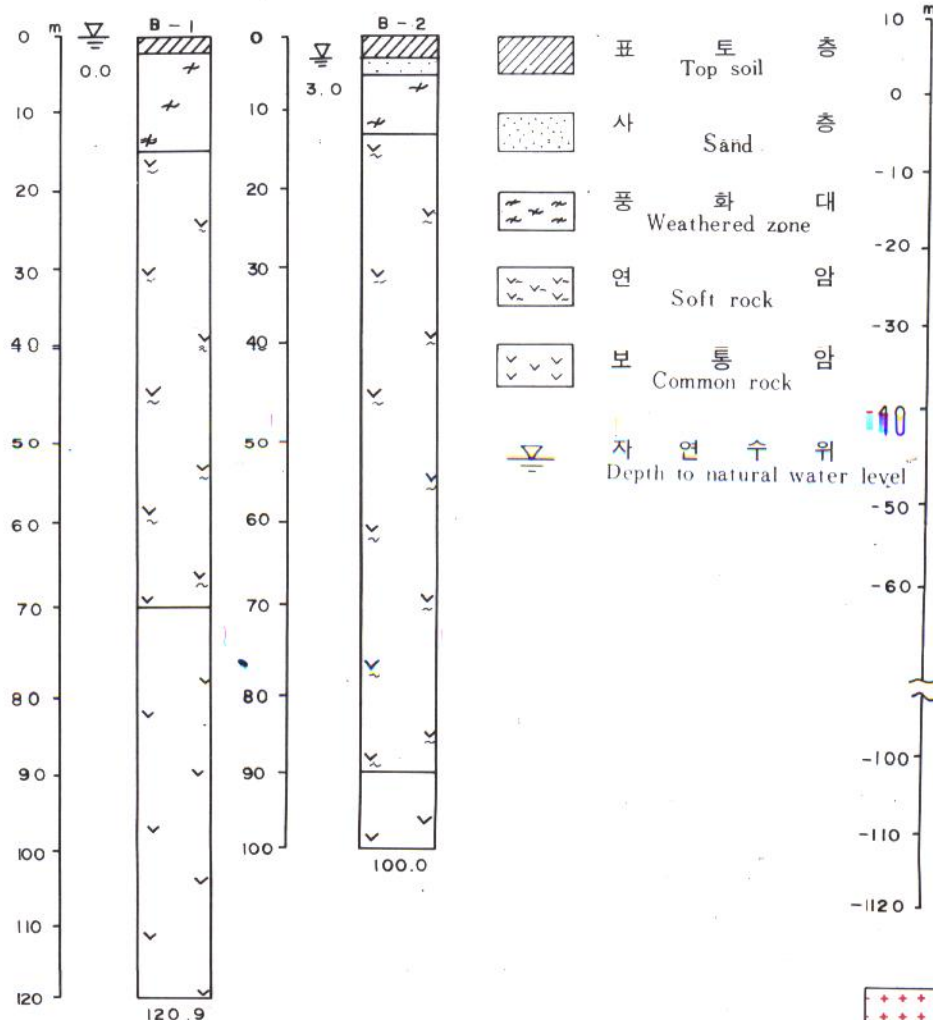 m
B-1
0
10
20
30
40
50
60
70
80
90
100
110
120
0.0
120.9
B-2
0
10
20
30
40
50
60
70
80
90
100
3.0
100.0
표 토 층
Top soil
사 층
Sand
풍 화 대
Weathered zone
연 암
Soft rock
보 통 암
Common rock
자 연 수 위
Depth to natural water level
m
10
0
-10
-20
-30
-40
-50
-60
-100
-110
-1120